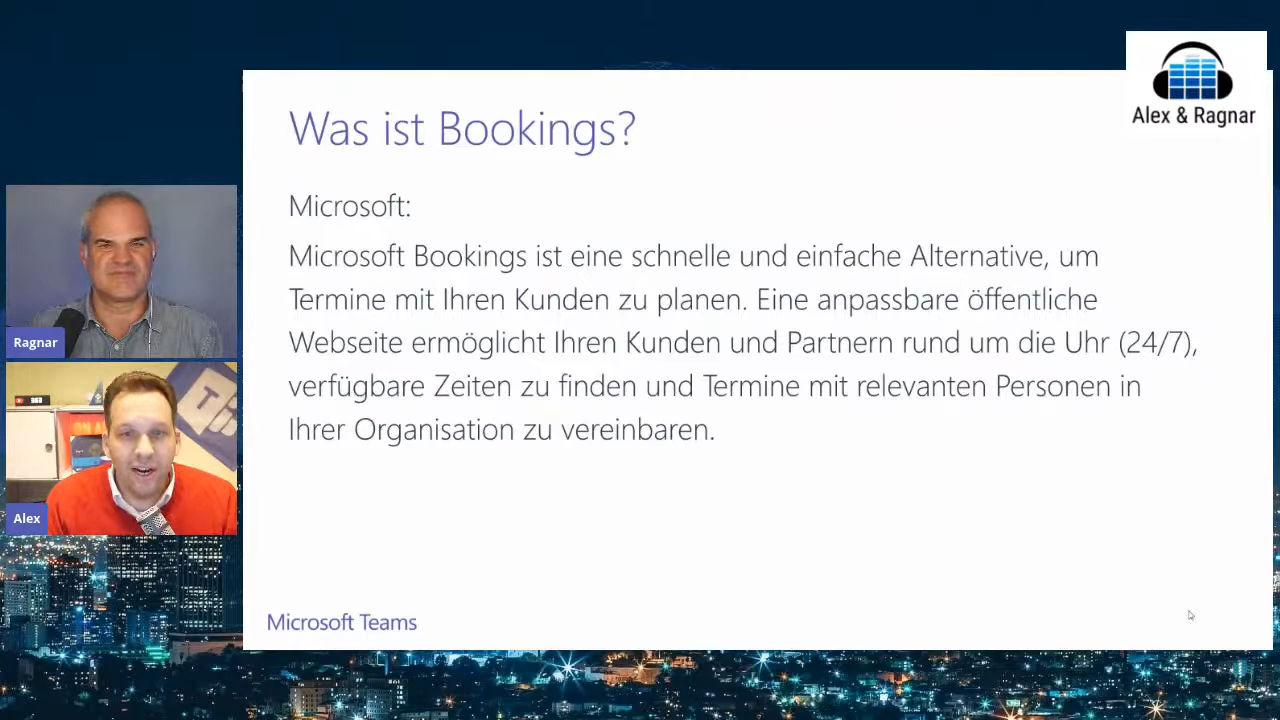 Alex & Ragnar
Was ist Bookings?
Microsoft:
Microsoft Bookings ist eine schnelle und einfache Alternative, um
Termine mit Ihren Kunden zu planen. Eine anpassbare öffentliche
Webseite ermöglicht Ihren Kunden und Partnern rund um die Uhr (24/7),
verfügbare Zeiten zu finden und Termine mit relevanten Personen in
Ihrer Organisation zu vereinbaren.
Ragnar
Alex
Microsoft Teams